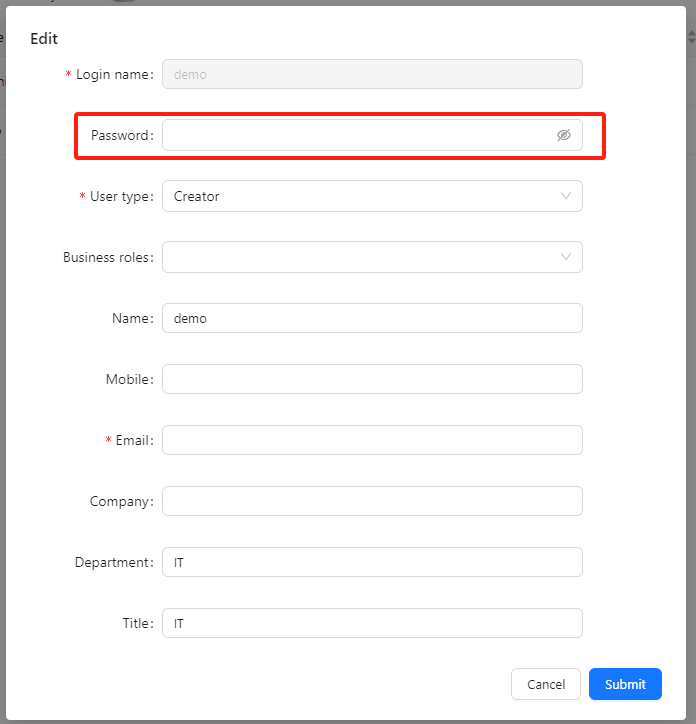 Edit
* Login name: demo
Password:
* User type: Creator
Business roles:
Name: demo
Mobile:
* Email:
Company:
Department: IT
Title: IT
Cancel Submit